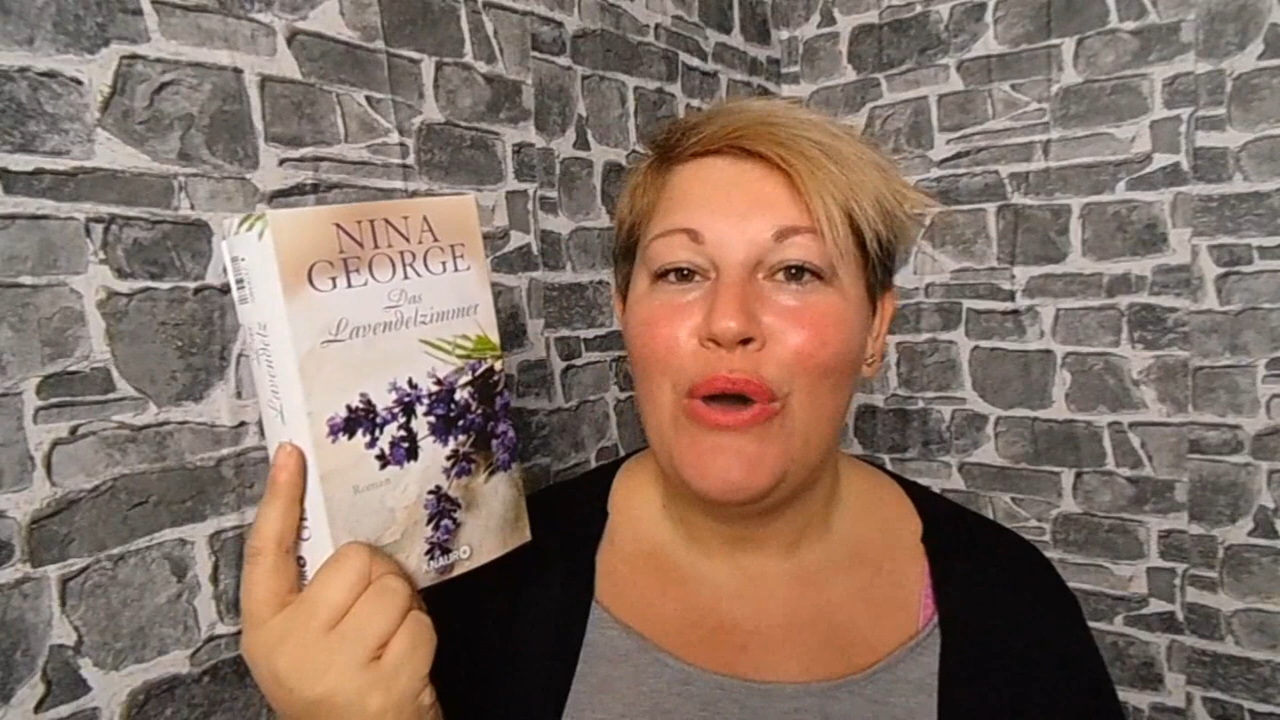 NINA
GEORGE
Das
Lavendelzimmer
Roman
KNAUR
Lavendelz